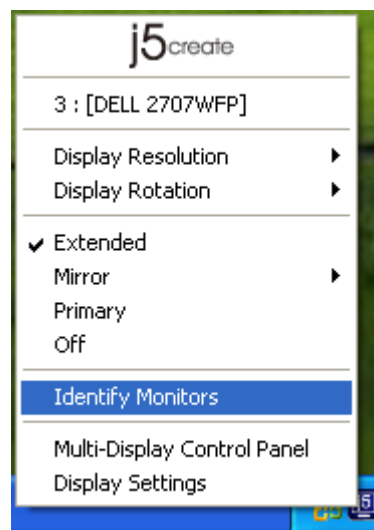 j5create
3 : [DELL 2707WFP]
Display Resolution
Display Rotation
Extended
Mirror
Primary
Off
Identify Monitors
Multi-Display Control Panel
Display Settings
5